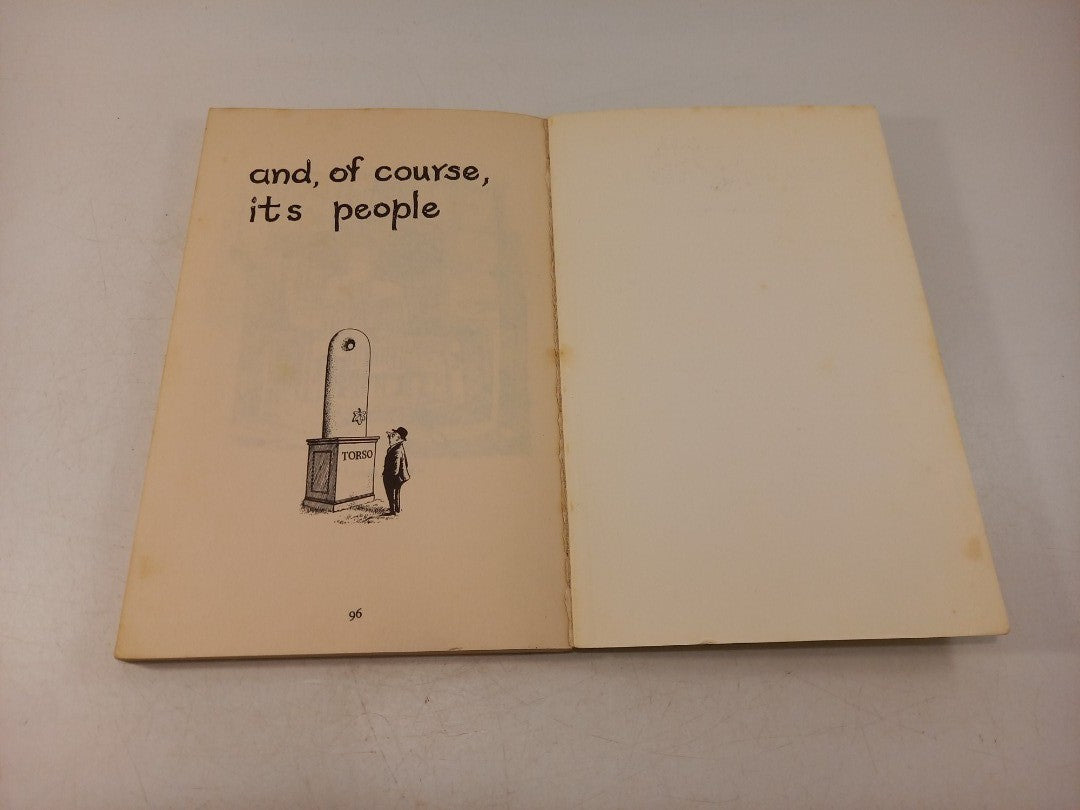 and, of course,
its people
TORSO
96